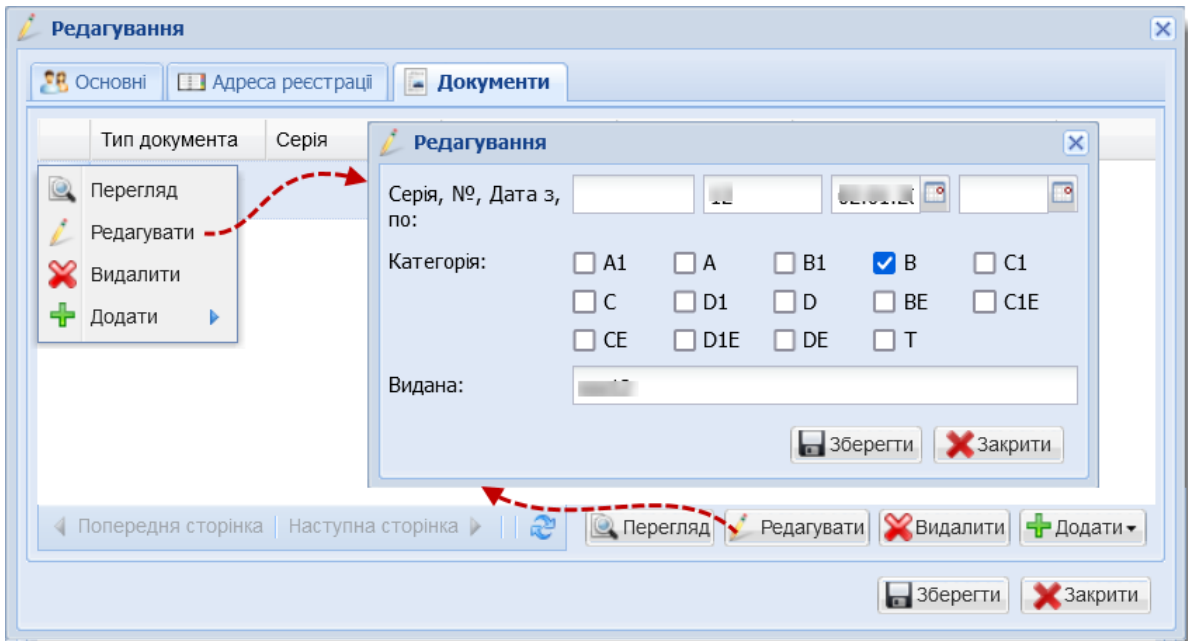 Редагування
Основні Адреса реєстрації Документи
Тип документа Серія
Перегляд
Редагувати
Видалити
Додати
Редагування
Серія, №, Дата з,
по:
Категорія: A1 A B1 B C1
C D1 D BE C1E
CE D1E DE T
Видана:
Зберегти Закрити
Попередня сторінка Наступна сторінка Перегляд Редагувати Видалити Додати
Зберегти Закрити